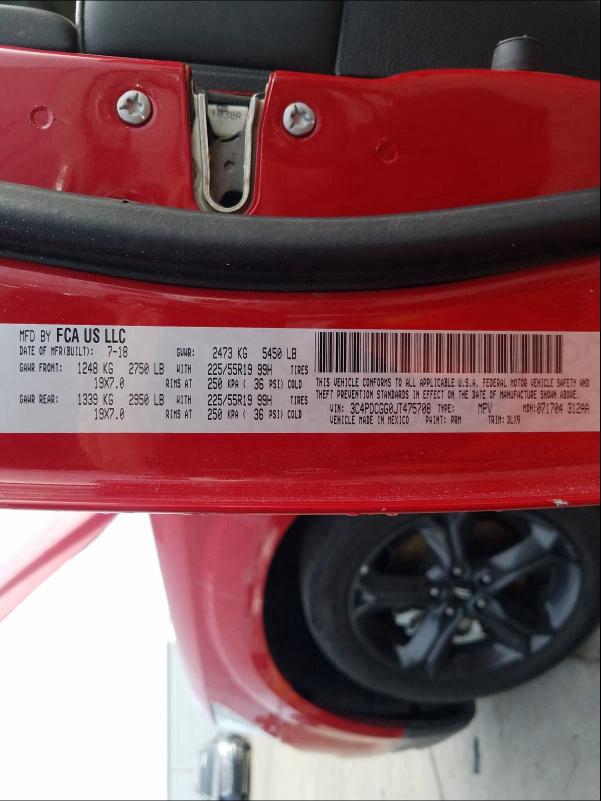 1838R
MFD BY FCA US LLC
DATE OF MFR(BUILT): 7-18 GVWR: 2473 KG 5450 LB
GAWR FRONT: 1248 KG 2750 LB WITH 225/55R19 99H TIRES
19X7.0 RIMS AT 250 KPA ( 36 PSI) COLD
GAWR REAR: 1339 KG 2950 LB WITH 225/55R19 99H TIRES
19X7.0 RIMS AT 250 KPA ( 36 PSI) COLD
THIS VEHICLE CONFORMS TO ALL APPLICABLE U.S.A. FEDERAL MOTOR VEHICLE SAFETY AND
THEFT PREVENTION STANDARDS IN EFFECT ON THE DATE OF MANUFACTURE SHOWN ABOVE.
VIN: 3C4PDCGG0JT475708 TYPE: MPV MDH: 071704 312AA
VEHICLE MADE IN MEXICO PAINT: PRM TRIM: DLX9